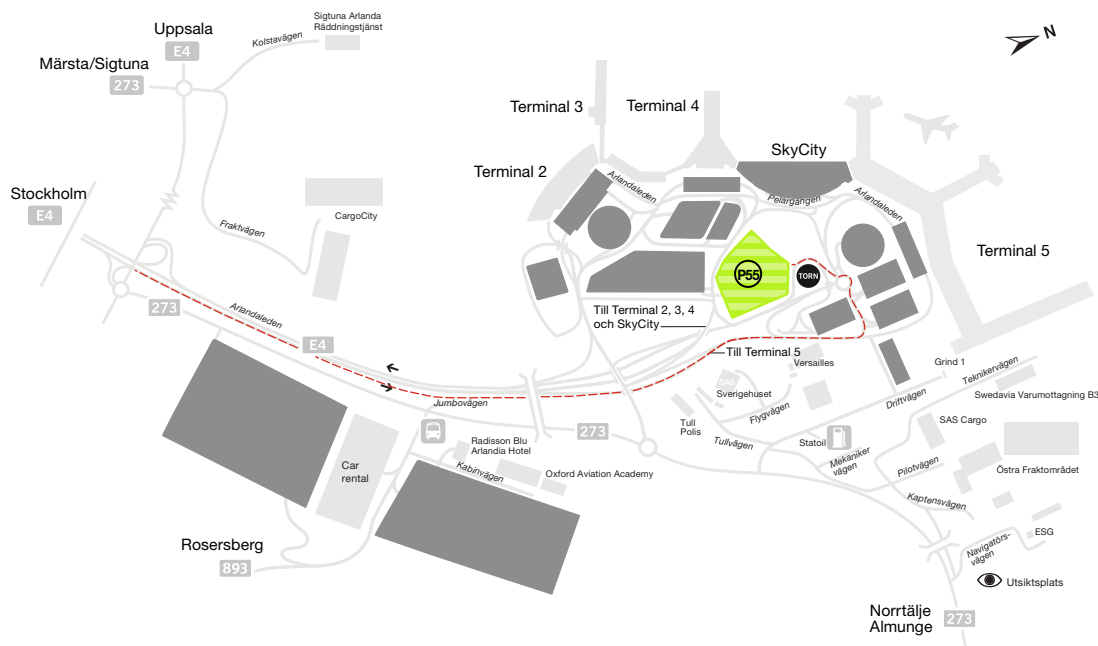 Sigtuna Arlanda
Räddningstjänst
Uppsala
E4
Kolstavägen
N
Märsta/Sigtuna
273
Terminal 3
Terminal 4
SkyCity
Terminal 2
Arlandaleden
Pelargången
Arlandaleden
Stockholm
E4
CargoCity
Fraktvägen
Terminal 5
P55
TORN
273
Arlandaleden
E4
Till Terminal 2, 3, 4
och SkyCity
Till Terminal 5
Versailles
Grind 1
Teknikervägen
SAS
Sverigehuset
Driftvägen
Swedavia Varumottagning B3
Jumbovägen
Flygvägen
Tull
Polis
273
Tullvägen
Statoil
SAS Cargo
Radisson Blu
Arlandia Hotel
Mekaniker
vägen
Pilotvägen
Östra Fraktområdet
Car
rental
Kabinvägen
Oxford Aviation Academy
Kaptensvägen
Rosersberg
893
ESG
Navigatörs-
vägen
Utsiktsplats
Norrtälje
Almunge
273